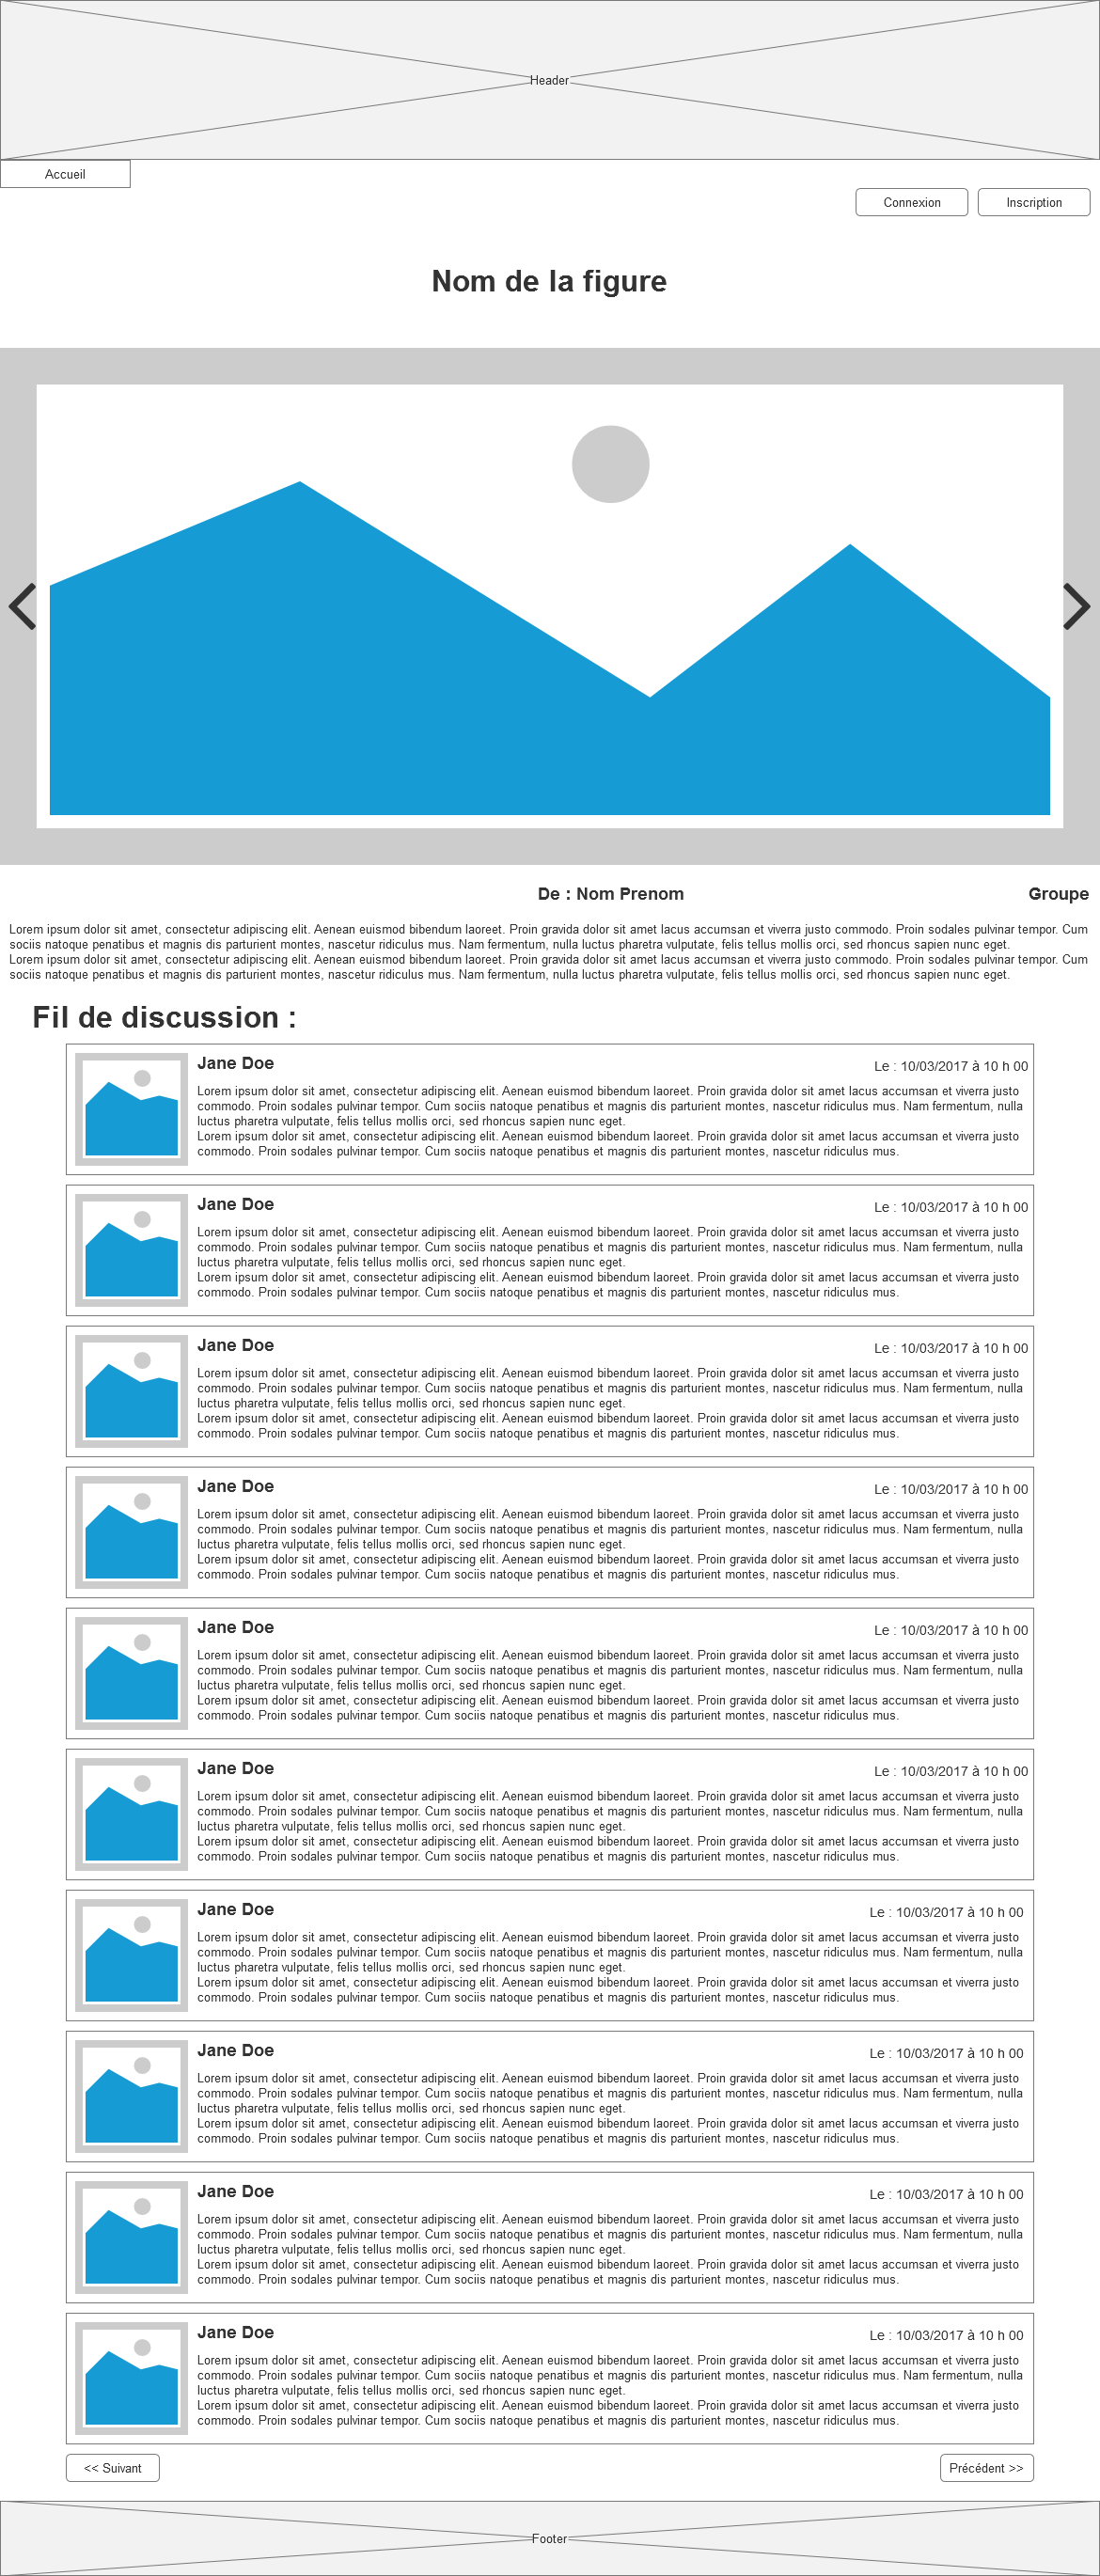 Header
Accueil
Connexion Inscription
Nom de la figure
De : Nom Prenom Groupe
Lorem ipsum dolor sit amet, consectetur adipiscing elit. Aenean euismod bibendum laoreet. Proin gravida dolor sit amet lacus accumsan et viverra justo commodo. Proin sodales pulvinar tempor. Cum
sociis natoque penatibus et magnis dis parturient montes, nascetur ridiculus mus. Nam fermentum, nulla luctus pharetra vulputate, felis tellus mollis orci, sed rhoncus sapien nunc eget.
Lorem ipsum dolor sit amet, consectetur adipiscing elit. Aenean euismod bibendum laoreet. Proin gravida dolor sit amet lacus accumsan et viverra justo commodo. Proin sodales pulvinar tempor. Cum
sociis natoque penatibus et magnis dis parturient montes, nascetur ridiculus mus. Nam fermentum, nulla luctus pharetra vulputate, felis tellus mollis orci, sed rhoncus sapien nunc eget.
Fil de discussion :
Jane Doe Le : 10/03/2017 à 10 h 00
Lorem ipsum dolor sit amet, consectetur adipiscing elit. Aenean euismod bibendum laoreet. Proin gravida dolor sit amet lacus accumsan et viverra justo
commodo. Proin sodales pulvinar tempor. Cum sociis natoque penatibus et magnis dis parturient montes, nascetur ridiculus mus. Nam fermentum, nulla
luctus pharetra vulputate, felis tellus mollis orci, sed rhoncus sapien nunc eget.
Lorem ipsum dolor sit amet, consectetur adipiscing elit. Aenean euismod bibendum laoreet. Proin gravida dolor sit amet lacus accumsan et viverra justo
commodo. Proin sodales pulvinar tempor. Cum sociis natoque penatibus et magnis dis parturient montes, nascetur ridiculus mus.
Jane Doe Le : 10/03/2017 à 10 h 00
Lorem ipsum dolor sit amet, consectetur adipiscing elit. Aenean euismod bibendum laoreet. Proin gravida dolor sit amet lacus accumsan et viverra justo
commodo. Proin sodales pulvinar tempor. Cum sociis natoque penatibus et magnis dis parturient montes, nascetur ridiculus mus. Nam fermentum, nulla
luctus pharetra vulputate, felis tellus mollis orci, sed rhoncus sapien nunc eget.
Lorem ipsum dolor sit amet, consectetur adipiscing elit. Aenean euismod bibendum laoreet. Proin gravida dolor sit amet lacus accumsan et viverra justo
commodo. Proin sodales pulvinar tempor. Cum sociis natoque penatibus et magnis dis parturient montes, nascetur ridiculus mus.
Jane Doe Le : 10/03/2017 à 10 h 00
Lorem ipsum dolor sit amet, consectetur adipiscing elit. Aenean euismod bibendum laoreet. Proin gravida dolor sit amet lacus accumsan et viverra justo
commodo. Proin sodales pulvinar tempor. Cum sociis natoque penatibus et magnis dis parturient montes, nascetur ridiculus mus. Nam fermentum, nulla
luctus pharetra vulputate, felis tellus mollis orci, sed rhoncus sapien nunc eget.
Lorem ipsum dolor sit amet, consectetur adipiscing elit. Aenean euismod bibendum laoreet. Proin gravida dolor sit amet lacus accumsan et viverra justo
commodo. Proin sodales pulvinar tempor. Cum sociis natoque penatibus et magnis dis parturient montes, nascetur ridiculus mus.
Jane Doe Le : 10/03/2017 à 10 h 00
Lorem ipsum dolor sit amet, consectetur adipiscing elit. Aenean euismod bibendum laoreet. Proin gravida dolor sit amet lacus accumsan et viverra justo
commodo. Proin sodales pulvinar tempor. Cum sociis natoque penatibus et magnis dis parturient montes, nascetur ridiculus mus. Nam fermentum, nulla
luctus pharetra vulputate, felis tellus mollis orci, sed rhoncus sapien nunc eget.
Lorem ipsum dolor sit amet, consectetur adipiscing elit. Aenean euismod bibendum laoreet. Proin gravida dolor sit amet lacus accumsan et viverra justo
commodo. Proin sodales pulvinar tempor. Cum sociis natoque penatibus et magnis dis parturient montes, nascetur ridiculus mus.
Jane Doe Le : 10/03/2017 à 10 h 00
Lorem ipsum dolor sit amet, consectetur adipiscing elit. Aenean euismod bibendum laoreet. Proin gravida dolor sit amet lacus accumsan et viverra justo
commodo. Proin sodales pulvinar tempor. Cum sociis natoque penatibus et magnis dis parturient montes, nascetur ridiculus mus. Nam fermentum, nulla
luctus pharetra vulputate, felis tellus mollis orci, sed rhoncus sapien nunc eget.
Lorem ipsum dolor sit amet, consectetur adipiscing elit. Aenean euismod bibendum laoreet. Proin gravida dolor sit amet lacus accumsan et viverra justo
commodo. Proin sodales pulvinar tempor. Cum sociis natoque penatibus et magnis dis parturient montes, nascetur ridiculus mus.
Jane Doe Le : 10/03/2017 à 10 h 00
Lorem ipsum dolor sit amet, consectetur adipiscing elit. Aenean euismod bibendum laoreet. Proin gravida dolor sit amet lacus accumsan et viverra justo
commodo. Proin sodales pulvinar tempor. Cum sociis natoque penatibus et magnis dis parturient montes, nascetur ridiculus mus. Nam fermentum, nulla
luctus pharetra vulputate, felis tellus mollis orci, sed rhoncus sapien nunc eget.
Lorem ipsum dolor sit amet, consectetur adipiscing elit. Aenean euismod bibendum laoreet. Proin gravida dolor sit amet lacus accumsan et viverra justo
commodo. Proin sodales pulvinar tempor. Cum sociis natoque penatibus et magnis dis parturient montes, nascetur ridiculus mus.
Jane Doe Le : 10/03/2017 à 10 h 00
Lorem ipsum dolor sit amet, consectetur adipiscing elit. Aenean euismod bibendum laoreet. Proin gravida dolor sit amet lacus accumsan et viverra justo
commodo. Proin sodales pulvinar tempor. Cum sociis natoque penatibus et magnis dis parturient montes, nascetur ridiculus mus. Nam fermentum, nulla
luctus pharetra vulputate, felis tellus mollis orci, sed rhoncus sapien nunc eget.
Lorem ipsum dolor sit amet, consectetur adipiscing elit. Aenean euismod bibendum laoreet. Proin gravida dolor sit amet lacus accumsan et viverra justo
commodo. Proin sodales pulvinar tempor. Cum sociis natoque penatibus et magnis dis parturient montes, nascetur ridiculus mus.
Jane Doe Le : 10/03/2017 à 10 h 00
Lorem ipsum dolor sit amet, consectetur adipiscing elit. Aenean euismod bibendum laoreet. Proin gravida dolor sit amet lacus accumsan et viverra justo
commodo. Proin sodales pulvinar tempor. Cum sociis natoque penatibus et magnis dis parturient montes, nascetur ridiculus mus. Nam fermentum, nulla
luctus pharetra vulputate, felis tellus mollis orci, sed rhoncus sapien nunc eget.
Lorem ipsum dolor sit amet, consectetur adipiscing elit. Aenean euismod bibendum laoreet. Proin gravida dolor sit amet lacus accumsan et viverra justo
commodo. Proin sodales pulvinar tempor. Cum sociis natoque penatibus et magnis dis parturient montes, nascetur ridiculus mus.
Jane Doe Le : 10/03/2017 à 10 h 00
Lorem ipsum dolor sit amet, consectetur adipiscing elit. Aenean euismod bibendum laoreet. Proin gravida dolor sit amet lacus accumsan et viverra justo
commodo. Proin sodales pulvinar tempor. Cum sociis natoque penatibus et magnis dis parturient montes, nascetur ridiculus mus. Nam fermentum, nulla
luctus pharetra vulputate, felis tellus mollis orci, sed rhoncus sapien nunc eget.
Lorem ipsum dolor sit amet, consectetur adipiscing elit. Aenean euismod bibendum laoreet. Proin gravida dolor sit amet lacus accumsan et viverra justo
commodo. Proin sodales pulvinar tempor. Cum sociis natoque penatibus et magnis dis parturient montes, nascetur ridiculus mus.
Jane Doe Le : 10/03/2017 à 10 h 00
Lorem ipsum dolor sit amet, consectetur adipiscing elit. Aenean euismod bibendum laoreet. Proin gravida dolor sit amet lacus accumsan et viverra justo
commodo. Proin sodales pulvinar tempor. Cum sociis natoque penatibus et magnis dis parturient montes, nascetur ridiculus mus. Nam fermentum, nulla
luctus pharetra vulputate, felis tellus mollis orci, sed rhoncus sapien nunc eget.
Lorem ipsum dolor sit amet, consectetur adipiscing elit. Aenean euismod bibendum laoreet. Proin gravida dolor sit amet lacus accumsan et viverra justo
commodo. Proin sodales pulvinar tempor. Cum sociis natoque penatibus et magnis dis parturient montes, nascetur ridiculus mus.
<< Suivant Précédent >>
Footer